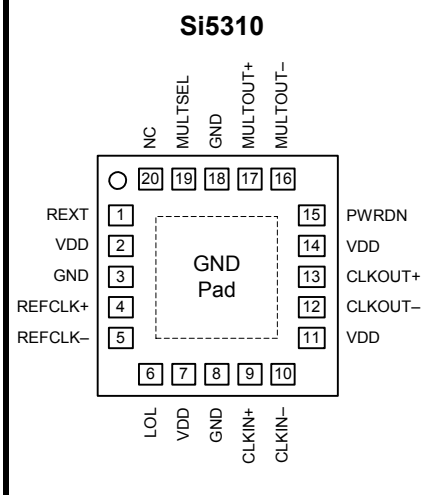 Si5310
NC
MULTSEL
GND
MULTOUT+
MULTOUT–
20 19 18 17 16
REXT 1
VDD 2
GND 3
REFCLK+ 4
REFCLK– 5
GND
Pad
15 PWRDN
14 VDD
13 CLKOUT+
12 CLKOUT–
11 VDD
6 7 8 9 10
LOL
VDD
GND
CLKIN+
CLKIN–